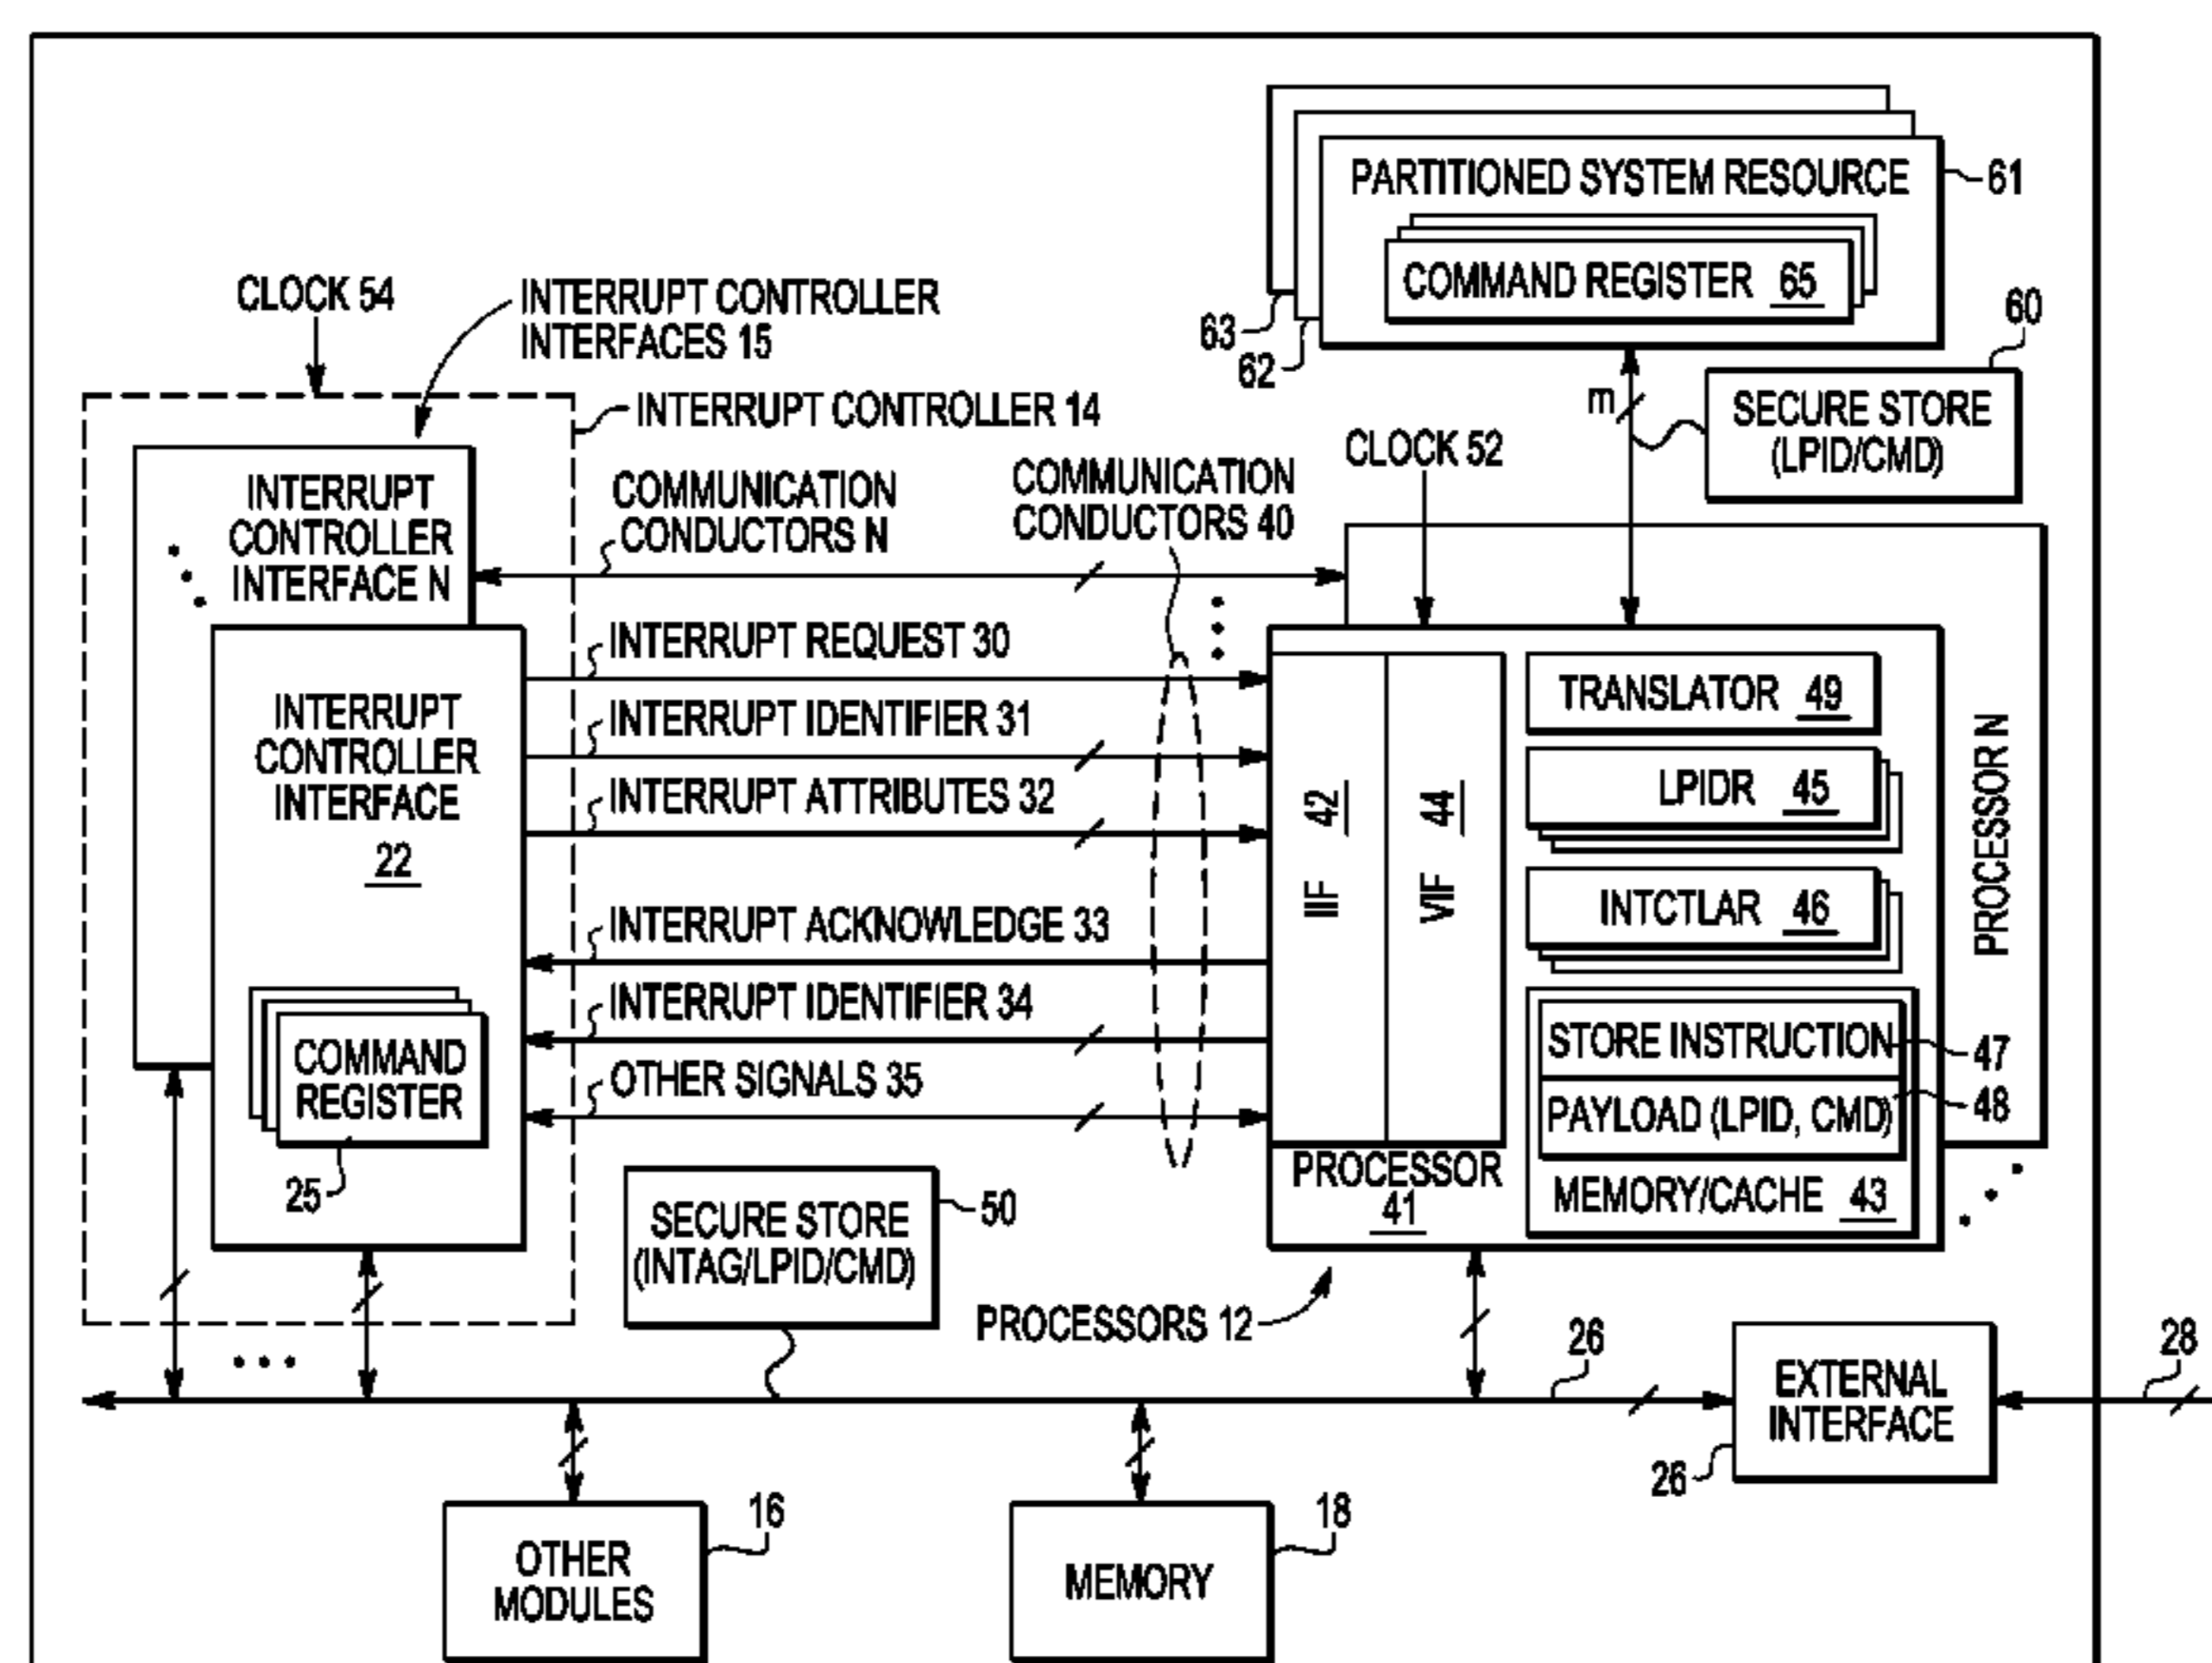 PARTITIONED SYSTEM RESOURCE
61
COMMAND REGISTER 65
63
62
60
SECURE STORE
(LPID/CMD)
m
CLOCK 54
INTERRUPT CONTROLLER
INTERFACES 15
INTERRUPT CONTROLLER 14
CLOCK 52
COMMUNICATION
CONDUCTORS N
COMMUNICATION
CONDUCTORS 40
INTERRUPT
CONTROLLER
INTERFACE N
INTERRUPT REQUEST 30
INTERRUPT IDENTIFIER 31
INTERRUPT ATTRIBUTES 32
INTERRUPT ACKNOWLEDGE 33
INTERRUPT IDENTIFIER 34
OTHER SIGNALS 35
INTERRUPT
CONTROLLER
INTERFACE
22
COMMAND
REGISTER
25
IIF 42
VIF 44
TRANSLATOR 49
LPIDR 45
INTCTLAR 46
STORE INSTRUCTION
47
PAYLOAD (LPID, CMD)
48
MEMORY/CACHE 43
PROCESSOR
41
PROCESSOR N
PROCESSORS 12
SECURE STORE
(INTAG/LPID/CMD)
50
26
EXTERNAL
INTERFACE
26
28
OTHER
MODULES
16
MEMORY
18